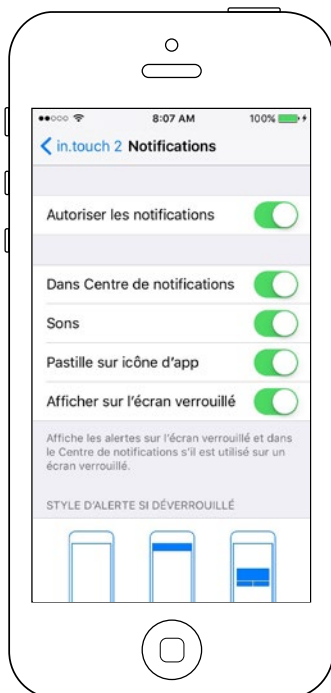 8:07 AM 100%
in.touch 2 Notifications
Autoriser les notifications
Dans Centre de notifications
Sons
Pastille sur icône d'app
Afficher sur l'écran verrouillé
Affiche les alertes sur l'écran verrouillé et dans
le Centre de notifications s'il est utilisé sur un
écran verrouillé.
STYLE D'ALERTE SI DÉVERROUILLÉ